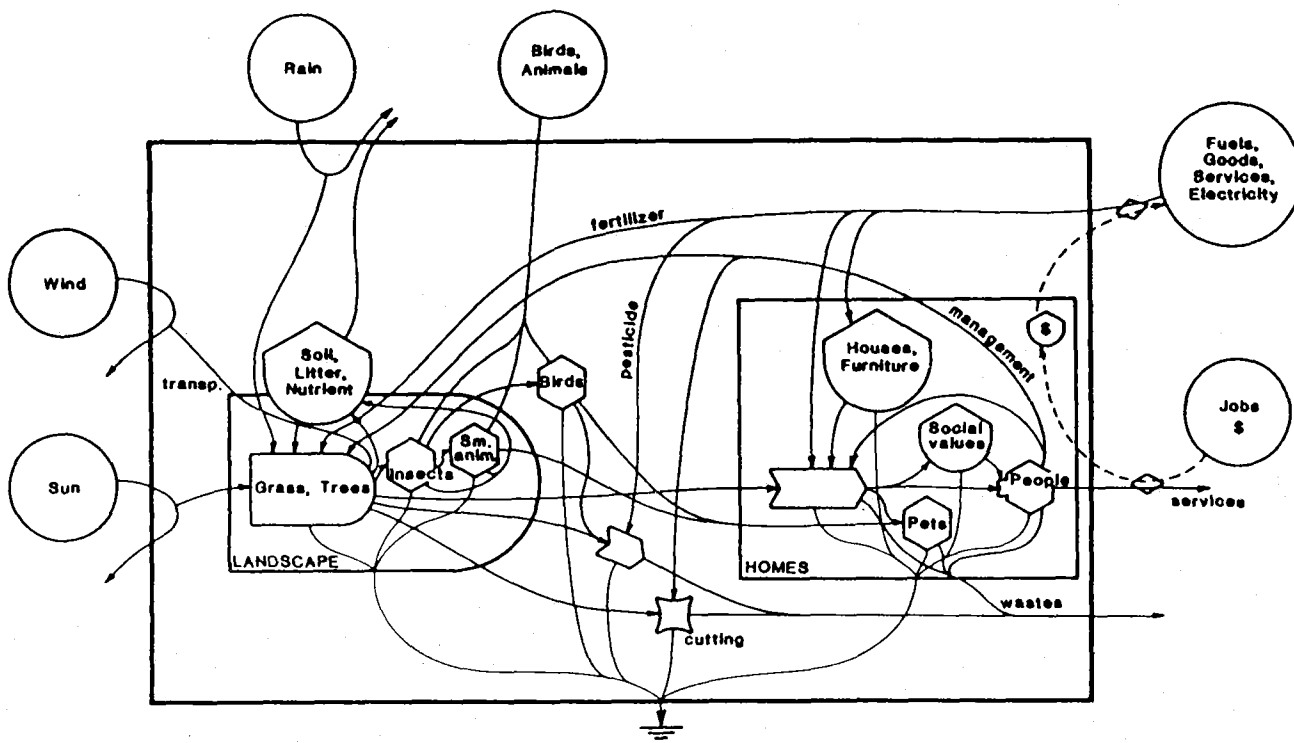 Rain
Birds,
Animals
Fuels,
Goods,
Services,
Electricity
fertilizer
Wind
pesticide
management
$
Soil,
Litter,
Nutrient
Houses,
Furniture
transp.
Birds
Jobs
$
Sm.
anim.
Social
values
Insects
Sun
Grass, Trees
People
services
Pets
LANDSCAPE
HOMES
wastes
cutting